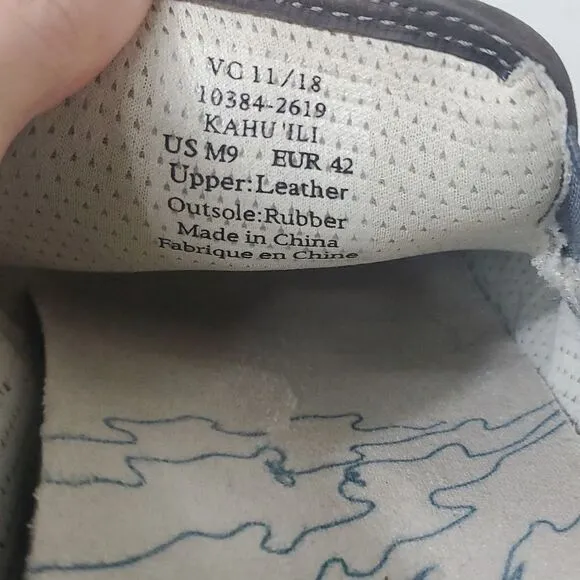 VC 11/18
10384-2619
KAHU 'ILI
US M9 EUR 42
Upper:Leather
Outsole:Rubber
Made in China
Fabrique en Chine